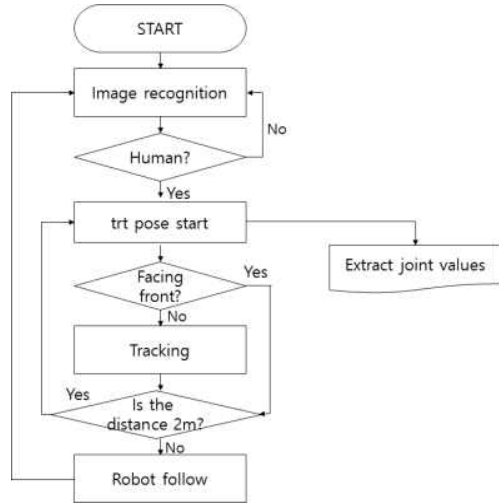 START
Image recognition
No
Human?
Yes
trt pose start
Extract joint values
Facing
front?
Yes
No
Tracking
Yes
Is the
distance 2m?
No
Robot follow